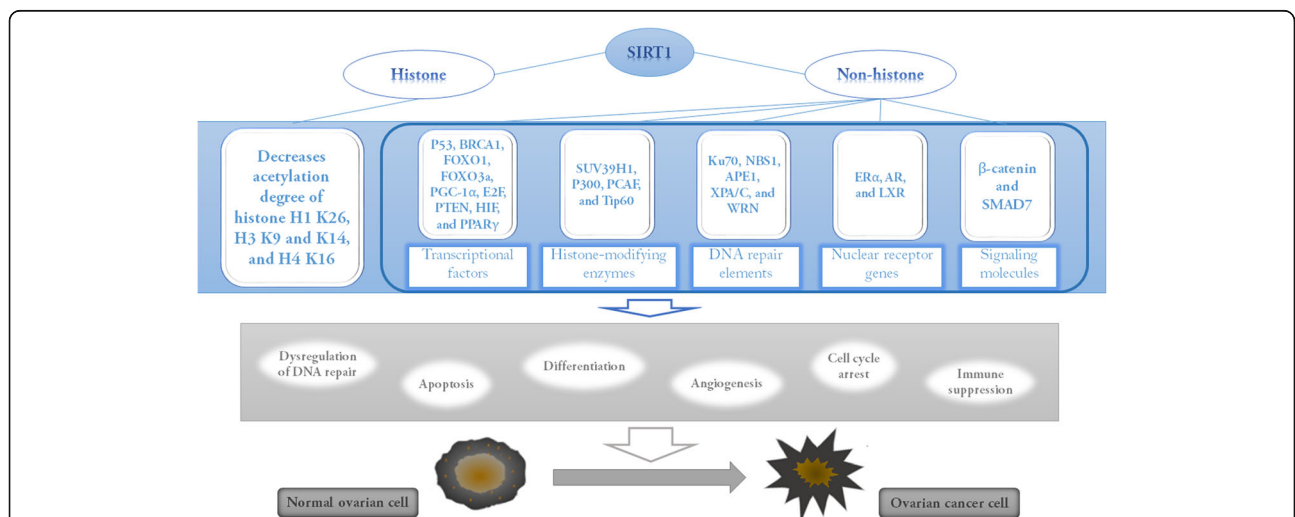 SIRT1
Histone
Non-histone
Decreases
acetylation
degree of
histone H1 K26,
H3 K9 and K14,
and H4 K16
P53, BRCA1,
FOXO1,
FOXO3a,
PGC-1α, E2F,
PTEN, HIF,
and PPARγ
Transcriptional
factors
SUV39H1,
P300, PCAF,
and Tip60
Histone-modifying
enzymes
Ku70, NBS1,
APE1,
XPA/C, and
WRN
DNA repair
elements
ERα, AR,
and LXR
Nuclear receptor
genes
β-catenin
and
SMAD7
Signaling
molecules
Dysregulation
of DNA repair
Apoptosis
Differentiation
Angiogenesis
Cell cycle
arrest
Immune
suppression
Normal ovarian cell
Ovarian cancer cell